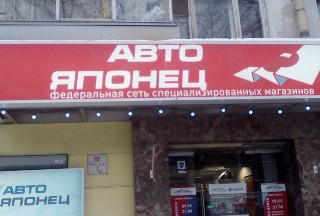 АВТО
ЯПОНЕЦ
федеральная сеть специализированных магазинов
АВТО
ЯПОНЕЦ